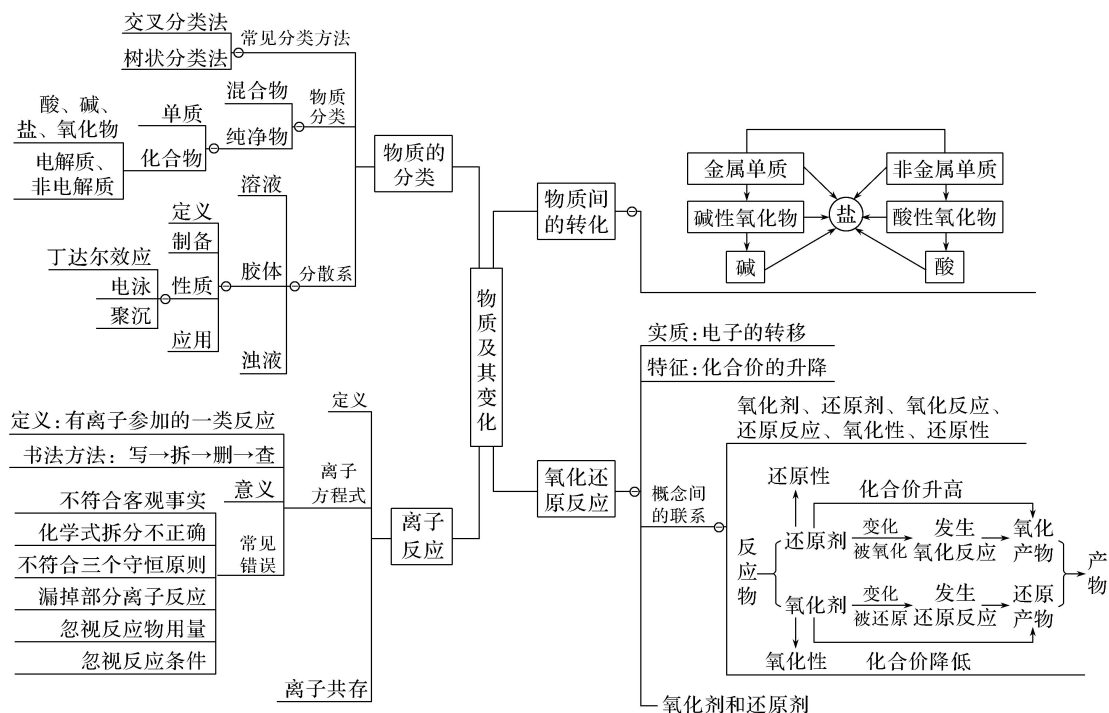 交叉分类法
树状分类法
常见分类方法
混合物
纯净物
物质
分类
单质
化合物
酸、碱、
盐、氧化物
电解质、
非电解质
物质的
分类
溶液
胶体
浊液
分散系
定义
制备
性质
应用
丁达尔效应
电泳
聚沉
物质及其变化
定义
离子
方程式
离子共存
离子
反应
定义:有离子参加的一类反应
书法方法:写→拆→删→查
意义
常见
错误
不符合客观事实
化学式拆分不正确
不符合三个守恒原则
漏掉部分离子反应
忽视反应物用量
忽视反应条件
物质间
的转化
金属单质
非金属单质
碱性氧化物
盐
酸性氧化物
碱
酸
氧化还
原反应
实质:电子的转移
特征:化合价的升降
概念间
的联系
氧化剂、还原剂、氧化反应、
还原反应、氧化性、还原性
还原性
化合价升高
反应物
还原剂
变化
被氧化
发生
氧化反应
氧化
产物
氧化剂
变化
被还原
发生
还原反应
还原
产物
产物
氧化性
化合价降低
氧化剂和还原剂